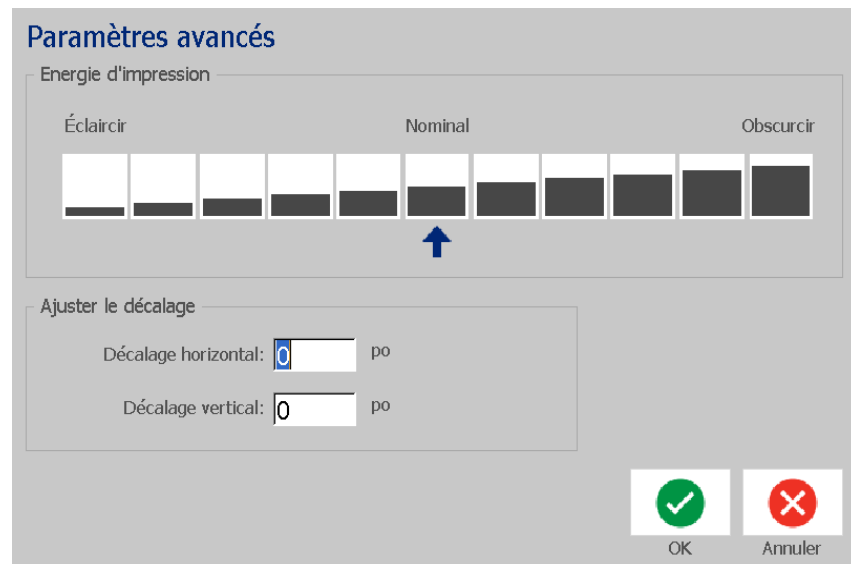 Paramètres avancés
Energie d'impression
Éclaircir Nominal Obscurcir
Ajuster le décalage
Décalage horizontal: 0 po
Décalage vertical: 0 po
OK Annuler